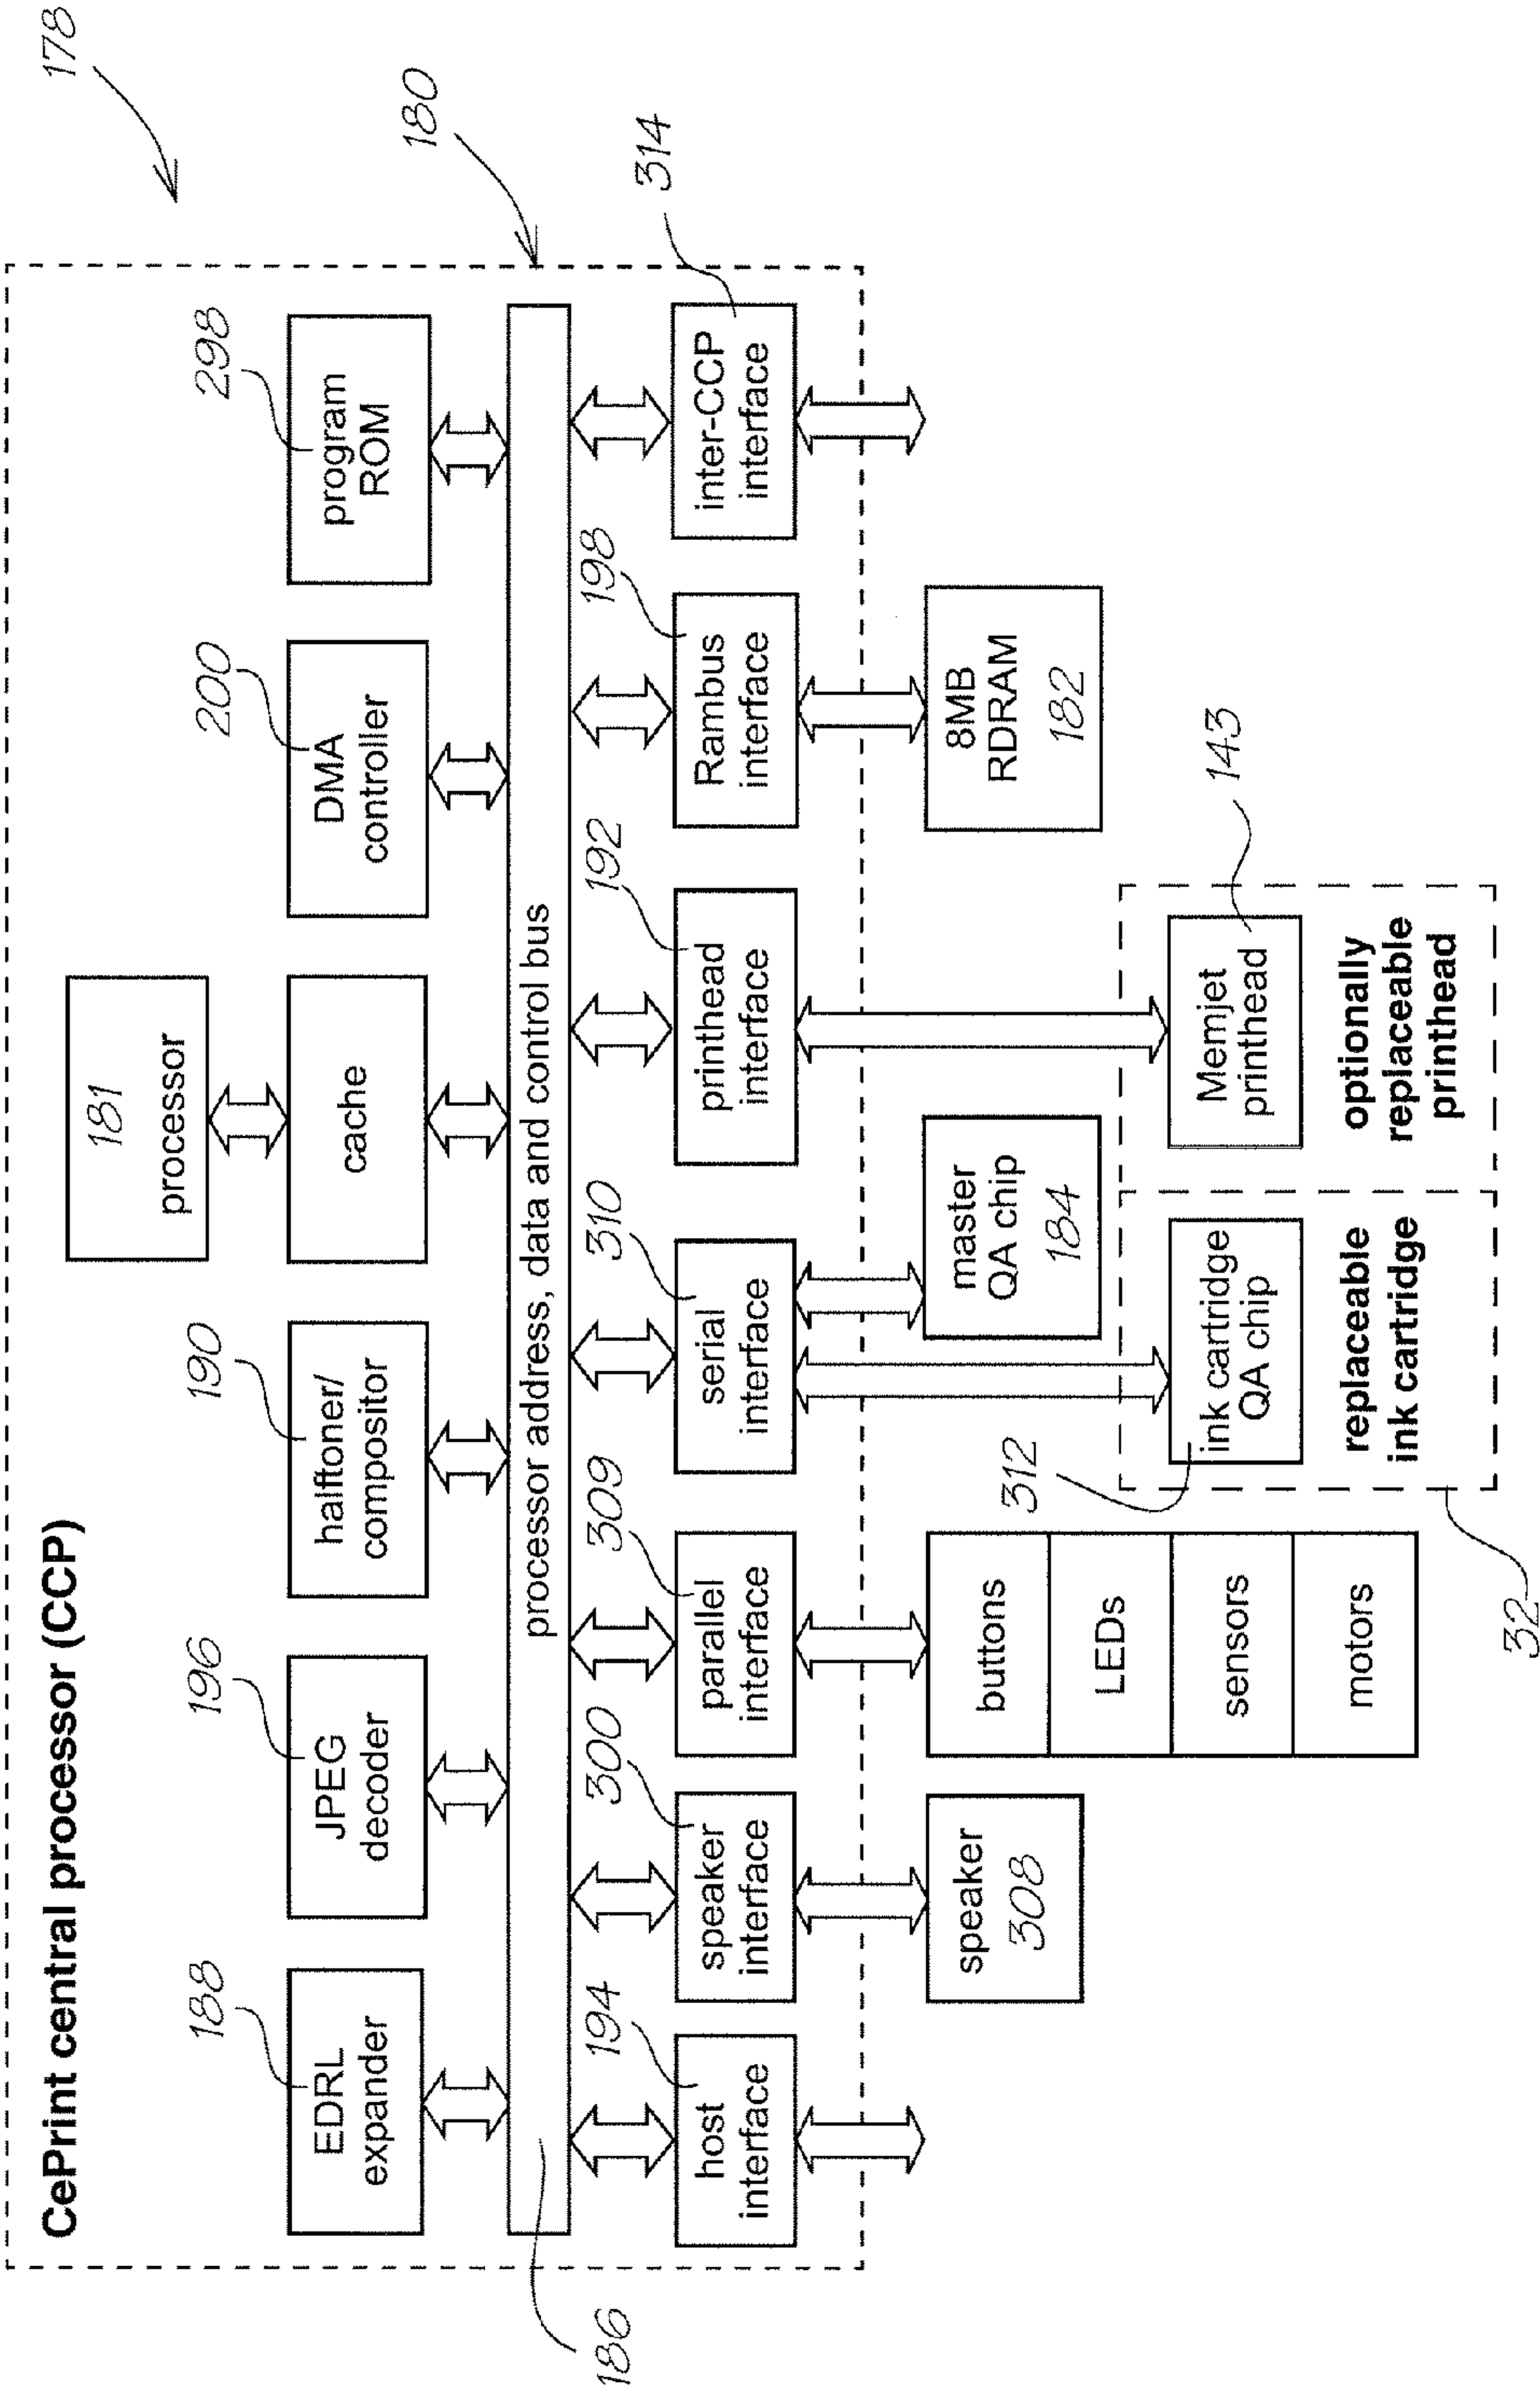 178
CePrint central processor (CCP)
180
181
processor
188
196
190
200
298
EDRL
expander
JPEG
decoder
halftoner/
compositor
cache
DMA
controller
program
ROM
processor address, data and control bus
186
194
300
309
310
192
198
314
host
interface
speaker
interface
parallel
interface
serial
interface
printhead
interface
Rambus
interface
inter-CCP
interface
speaker
308
buttons
LEDs
sensors
motors
master
QA chip
184
8MB
RDRAM
182
312
ink cartridge
QA chip
replaceable
ink cartridge
143
Memjet
printhead
optionally
replaceable
printhead
32